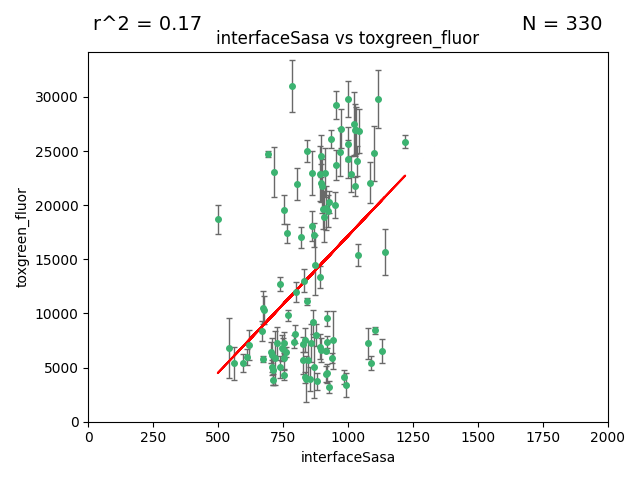 r^2 = 0.17
N = 330
interfaceSasa vs toxgreen_fluor
toxgreen_fluor
30000
25000
20000
15000
10000
5000
0
0 250 500 750 1000 1250 1500 1750 2000
interfaceSasa